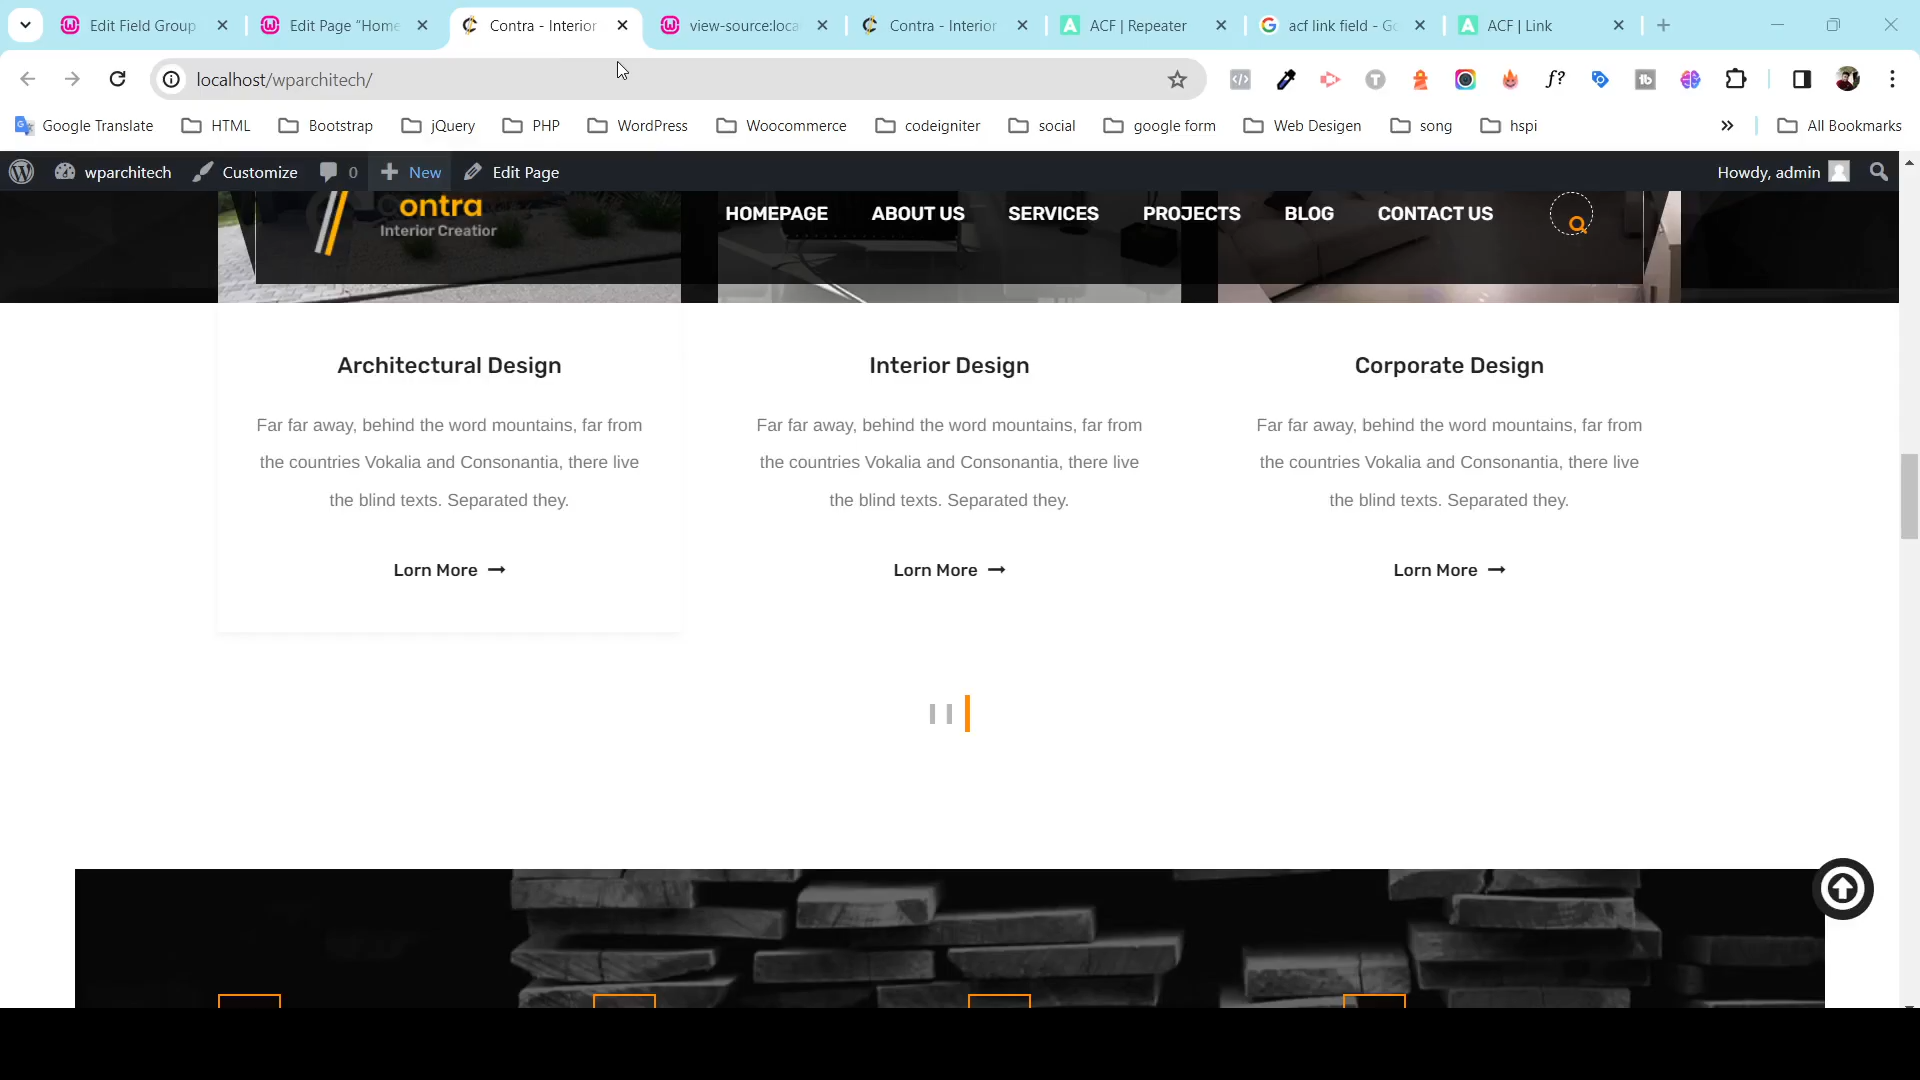 Edit Field Group
Edit Page "Home
Contra - Interior
view-source:loca
Contra - Interior
ACF | Repeater
acf link field - Go
ACF | Link
localhost/wparchitech/
Google Translate
HTML
Bootstrap
jQuery
PHP
WordPress
Woocommerce
codeigniter
social
google form
Web Desigen
song
hspi
All Bookmarks
wparchitech
Customize
0
New
Edit Page
Howdy, admin
Contra
Interior Creatior
HOMEPAGE
ABOUT US
SERVICES
PROJECTS
BLOG
CONTACT US
Architectural Design
Far far away, behind the word mountains, far from
the countries Vokalia and Consonantia, there live
the blind texts. Separated they.
Lorn More
Interior Design
Far far away, behind the word mountains, far from
the countries Vokalia and Consonantia, there live
the blind texts. Separated they.
Lorn More
Corporate Design
Far far away, behind the word mountains, far from
the countries Vokalia and Consonantia, there live
the blind texts. Separated they.
Lorn More